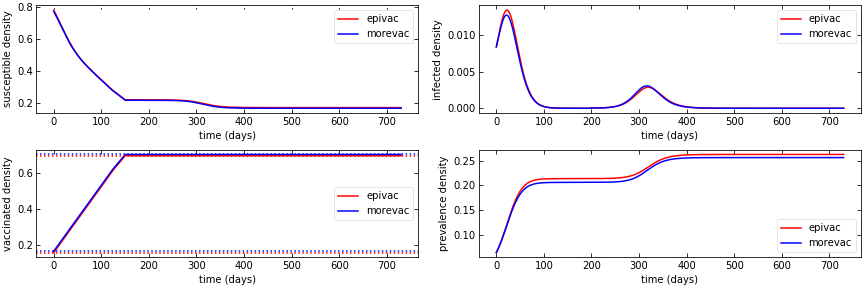 susceptible density
0.8
0.6
0.4
0.2
0 100 200 300 400 500 600 700
time (days)
epivac
morevac
infected density
0.010
0.005
0.000
0 100 200 300 400 500 600 700
time (days)
epivac
morevac
vaccinated density
0.6
0.4
0.2
0 100 200 300 400 500 600 700
time (days)
epivac
morevac
prevalence density
0.25
0.20
0.15
0.10
0 100 200 300 400 500 600 700
time (days)
epivac
morevac